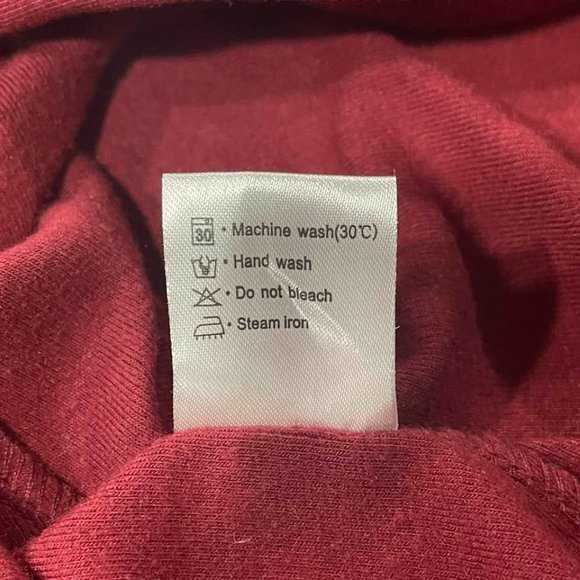 30 • Machine wash(30℃)
• Hand wash
• Do not bleach
• Steam iron